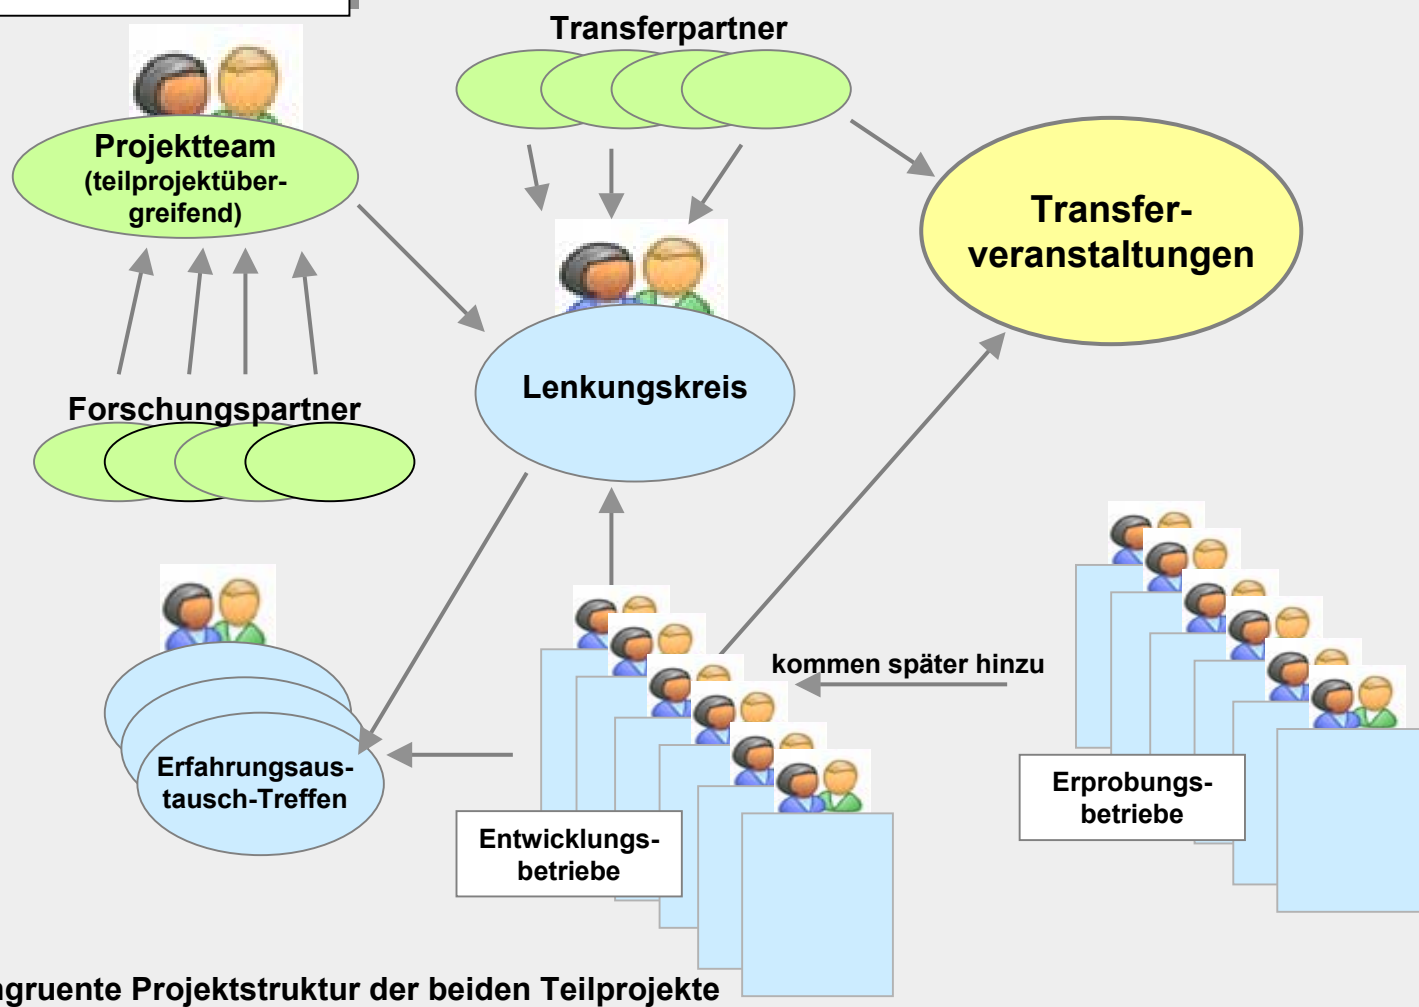 Transferpartner
Projektteam
(teilprojektüber-
greifend)
Transfer-
veranstaltungen
Lenkungskreis
Forschungspartner
kommen später hinzu
Erfahrungsaus-
tausch-Treffen
Entwicklungs-
betriebe
Erprobungs-
betriebe
Projektstruktur der beiden Teilprojekte